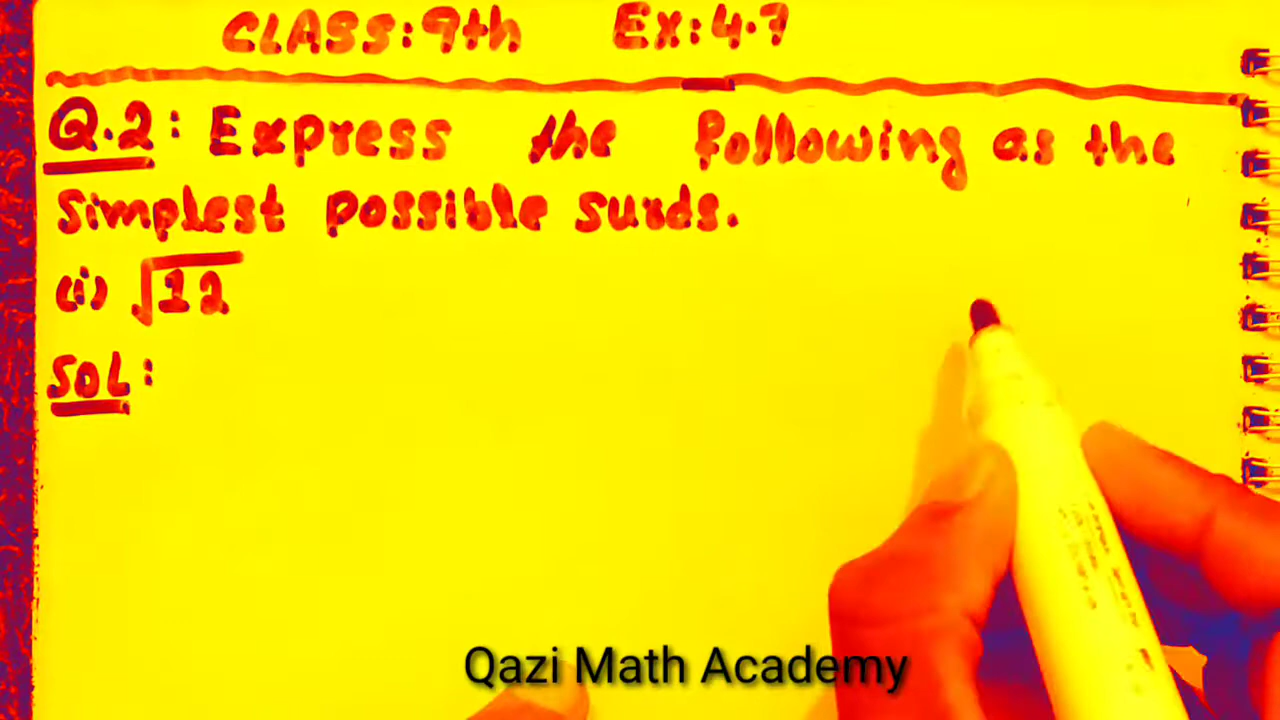 CLASS: 9th Ex: 4.7
Q.2: Express the following as the
simplest possible surds.
(i) √12
SOL:
Qazi Math Academy